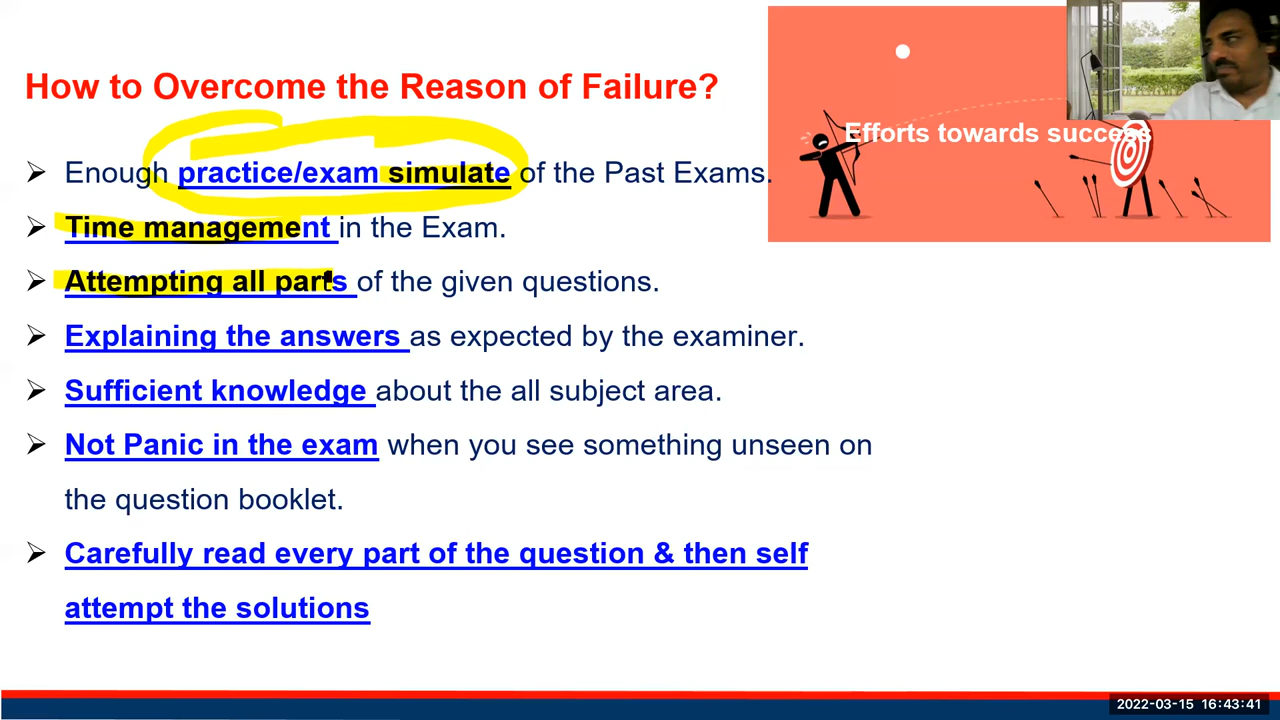 How to Overcome the Reason of Failure?
Efforts towards success
➢ Enough practice/exam simulate of the Past Exams.
➢ Time management in the Exam.
➢ Attempting all parts of the given questions.
➢ Explaining the answers as expected by the examiner.
➢ Sufficient knowledge about the all subject area.
➢ Not Panic in the exam when you see something unseen on
the question booklet.
➢ Carefully read every part of the question & then self
attempt the solutions
2022-03-15 16:43:41